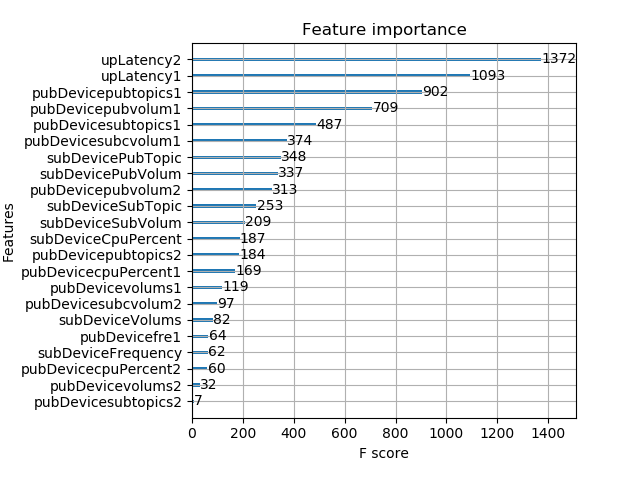 Feature importance
upLatency2 1372
upLatency1 1093
pubDevicepubtopics1 902
pubDevicepubvolum1 709
pubDevicesubtopics1 487
pubDevicesubcvolum1 374
subDevicePubTopic 348
subDevicePubVolum 337
pubDevicepubvolum2 313
subDeviceSubTopic 253
subDeviceSubVolum 209
subDeviceCpuPercent 187
pubDevicepubtopics2 184
pubDevicecpuPercent1 169
pubDevicevolums1 119
pubDevicesubcvolum2 97
subDeviceVolums 82
pubDevicefre1 64
subDeviceFrequency 62
pubDevicecpuPercent2 60
pubDevicevolums2 32
pubDevicesubtopics2 7
Features
0 200 400 600 800 1000 1200 1400
F score